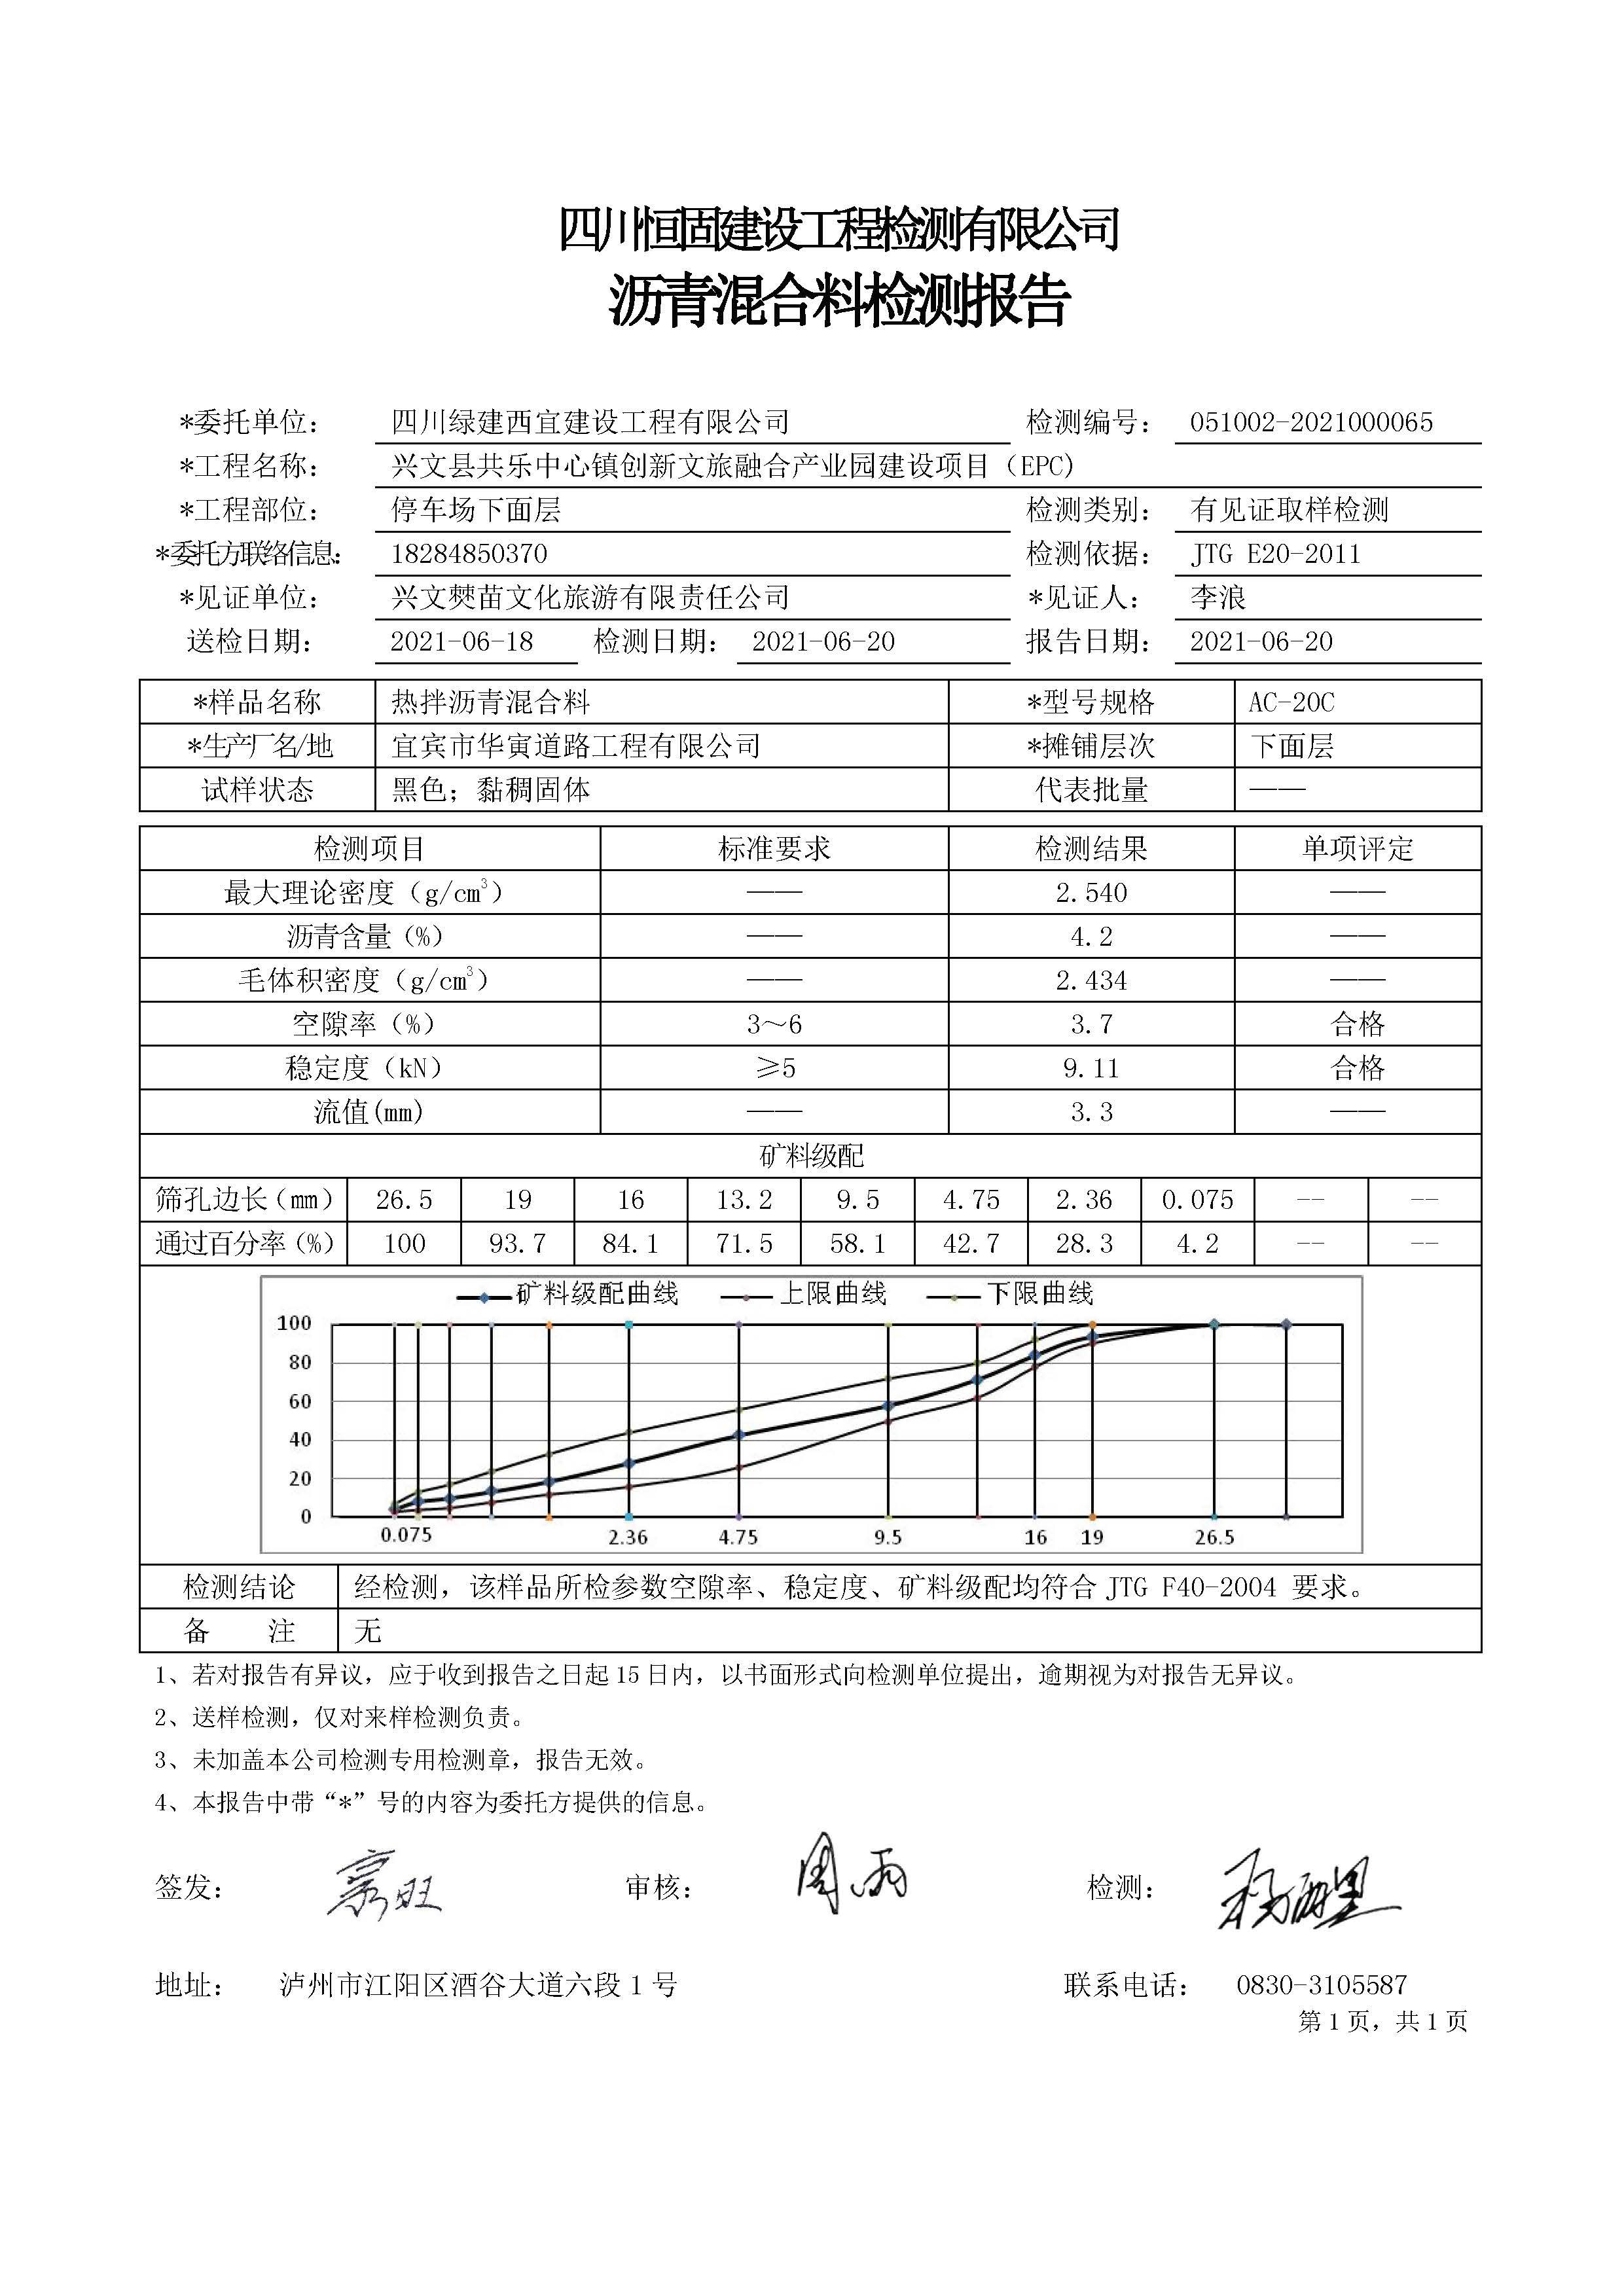 四川恒固建设工程检测有限公司
沥青混合料检测报告
*委托单位： 四川绿建西宜建设工程有限公司 检测编号： 051002-2021000065
*工程名称： 兴文县共乐中心镇创新文旅融合产业园建设项目（EPC)
*工程部位： 停车场下面层 检测类别： 有见证取样检测
*委托方联络信息： 18284850370 检测依据： JTG E20-2011
*见证单位： 兴文僰苗文化旅游有限责任公司 *见证人： 李浪
送检日期： 2021-06-18 检测日期： 2021-06-20 报告日期： 2021-06-20
*样品名称 热拌沥青混合料 *型号规格 AC-20C
*生产厂名/地 宜宾市华寅道路工程有限公司 *摊铺层次 下面层
试样状态 黑色；黏稠固体 代表批量 ——
检测项目 标准要求 检测结果 单项评定
最大理论密度（g/cm³） —— 2.540 ——
沥青含量（%） —— 4.2 ——
毛体积密度（g/cm³） —— 2.434 ——
空隙率（%） 3～6 3.7 合格
稳定度（kN） ≥5 9.11 合格
流值(mm) —— 3.3 ——
矿料级配
筛孔边长（mm） 26.5 19 16 13.2 9.5 4.75 2.36 0.075 -- --
通过百分率（%） 100 93.7 84.1 71.5 58.1 42.7 28.3 4.2 -- --
矿料级配曲线 上限曲线 下限曲线
100
80
60
40
20
0
0.075 2.36 4.75 9.5 16 19 26.5
检测结论 经检测，该样品所检参数空隙率、稳定度、矿料级配均符合 JTG F40-2004 要求。
备 注 无
1、若对报告有异议，应于收到报告之日起 15 日内，以书面形式向检测单位提出，逾期视为对报告无异议。
2、送样检测，仅对来样检测负责。
3、未加盖本公司检测专用检测章，报告无效。
4、本报告中带“*”号的内容为委托方提供的信息。
签发： 审核： 周雨 检测：
地址： 泸州市江阳区酒谷大道六段 1 号 联系电话： 0830-3105587
第 1 页，共 1 页